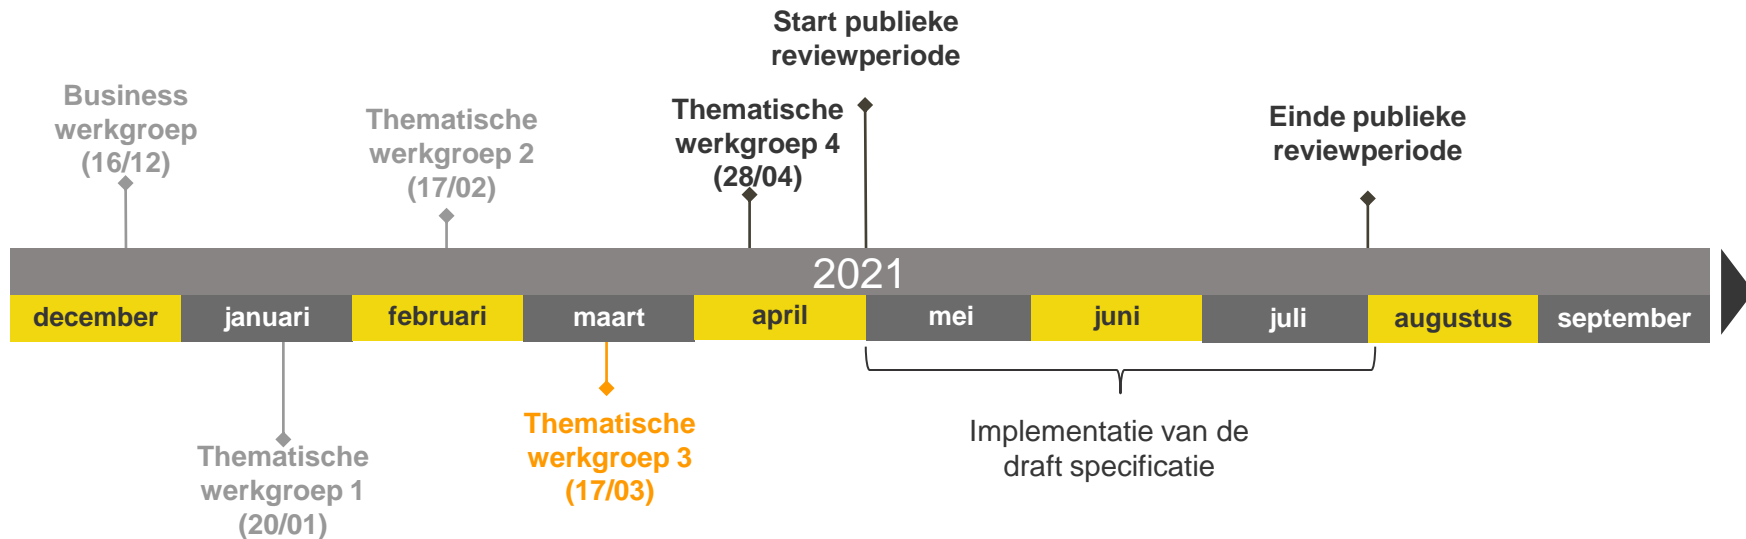 Start publieke
reviewperiode
Business
werkgroep
(16/12)
Thematische
werkgroep 2
(17/02)
Thematische
werkgroep 4
(28/04)
Einde publieke
reviewperiode
2021
december
januari
februari
maart
april
mei
juni
juli
augustus
september
Thematische
werkgroep 1
(20/01)
Thematische
werkgroep 3
(17/03)
Implementatie van de
draft specificatie